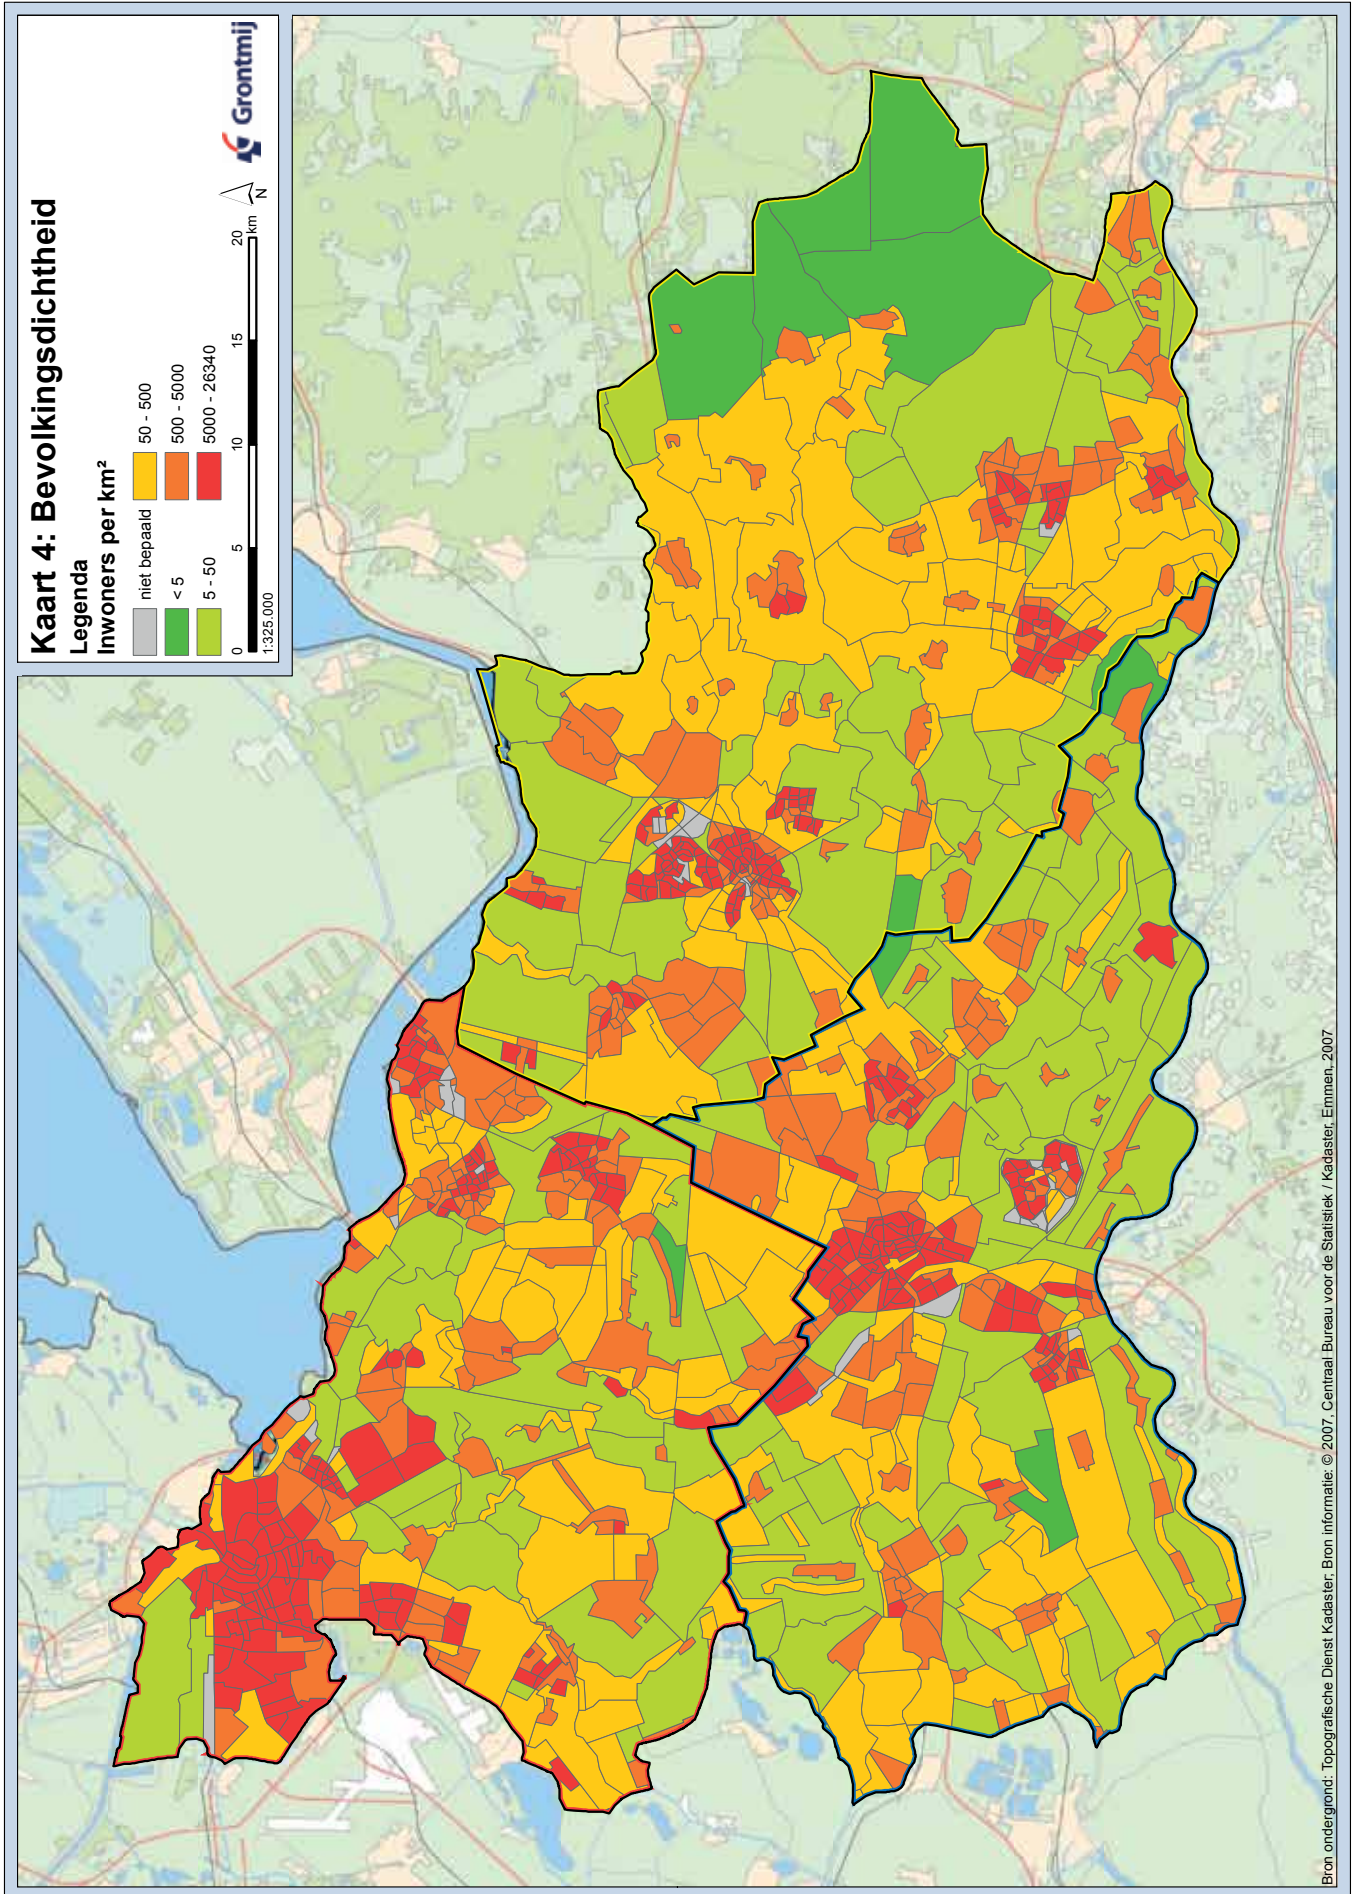 Kaart 4: Bevolkingsdichtheid
Legenda
Inwoners per km²
niet bepaald
< 5
5 - 50
50 - 500
500 - 5000
5000 - 26340
0 5 10 15 20 km
1:325.000
N
Grontmij
Bron ondergrond: Topografische Dienst Kadaster, Bron informatie: © 2007, Centraal Bureau voor de Statistiek / Kadaster, Emmen, 2007